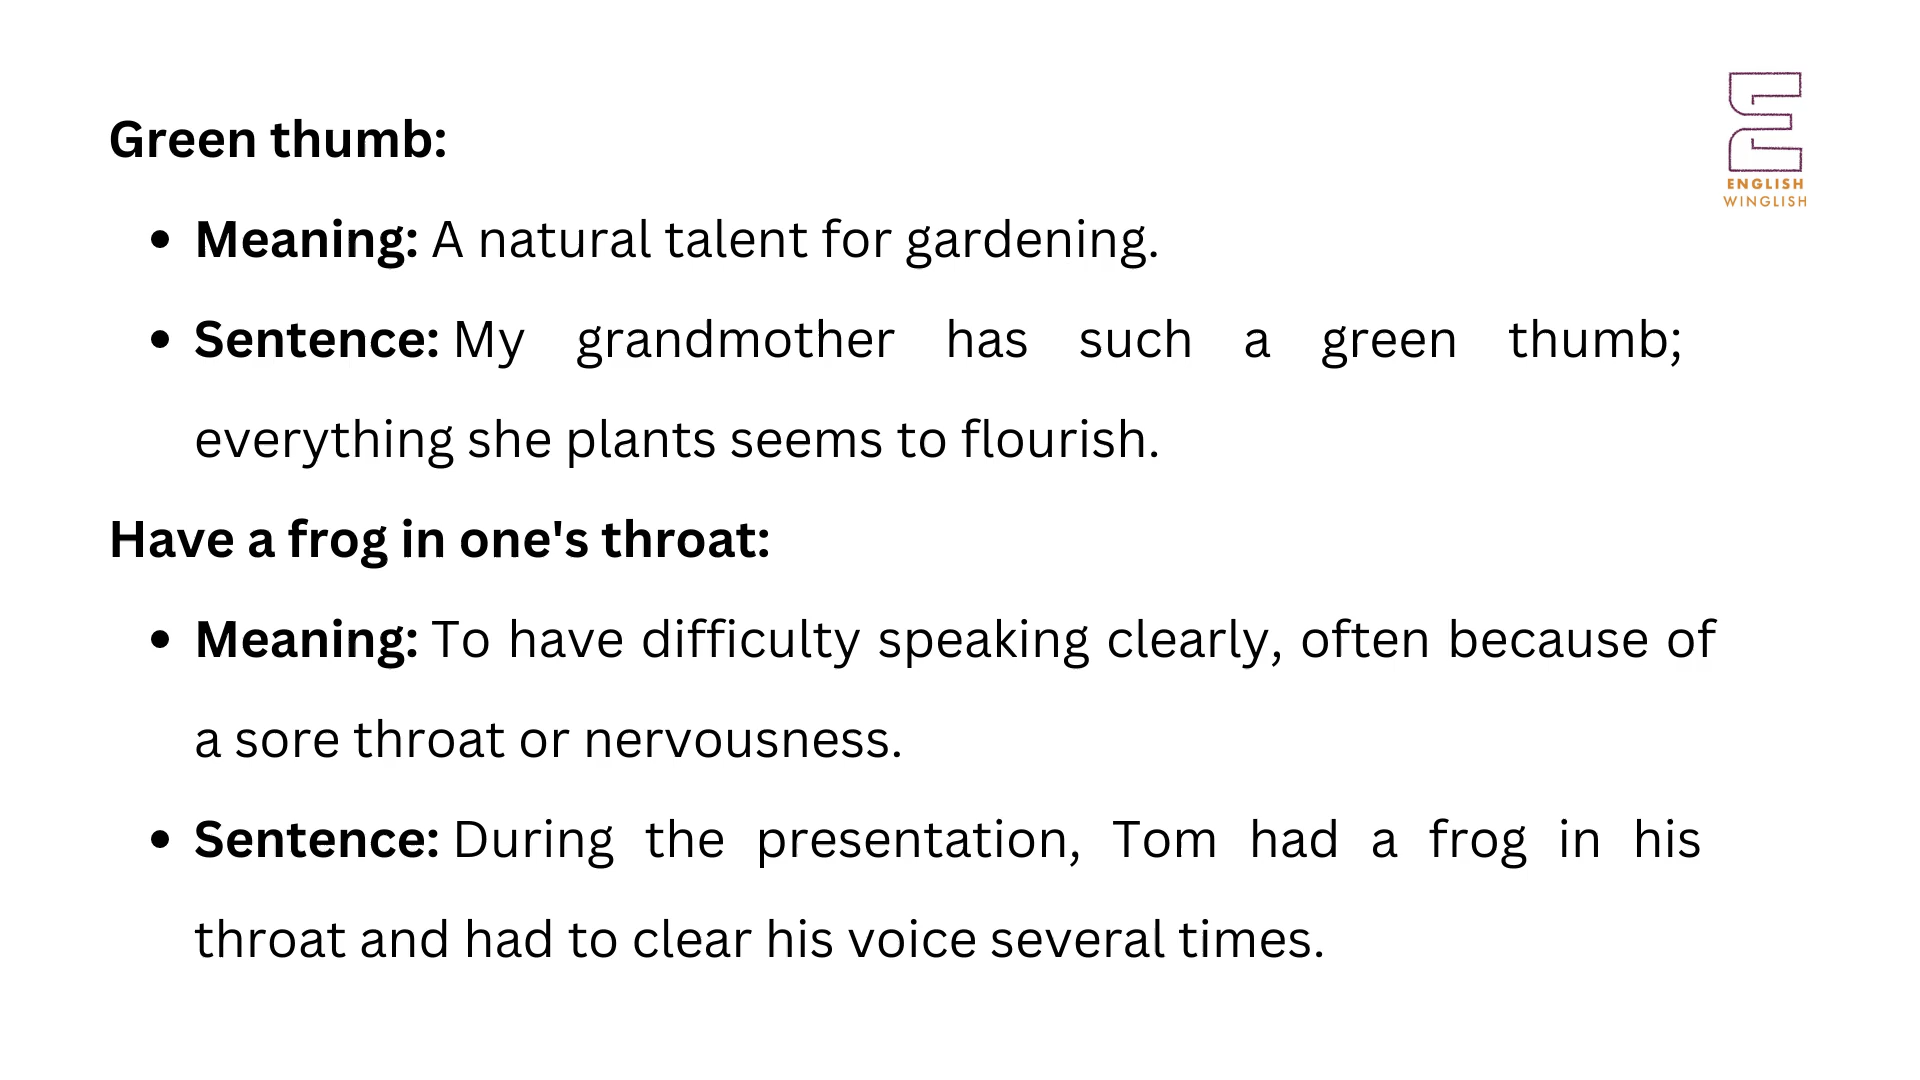 Green thumb:
ENGLISH
WINGLISH
• Meaning: A natural talent for gardening.
• Sentence: My grandmother has such a green thumb;
everything she plants seems to flourish.
Have a frog in one's throat:
• Meaning: To have difficulty speaking clearly, often because of
a sore throat or nervousness.
• Sentence: During the presentation, Tom had a frog in his
throat and had to clear his voice several times.